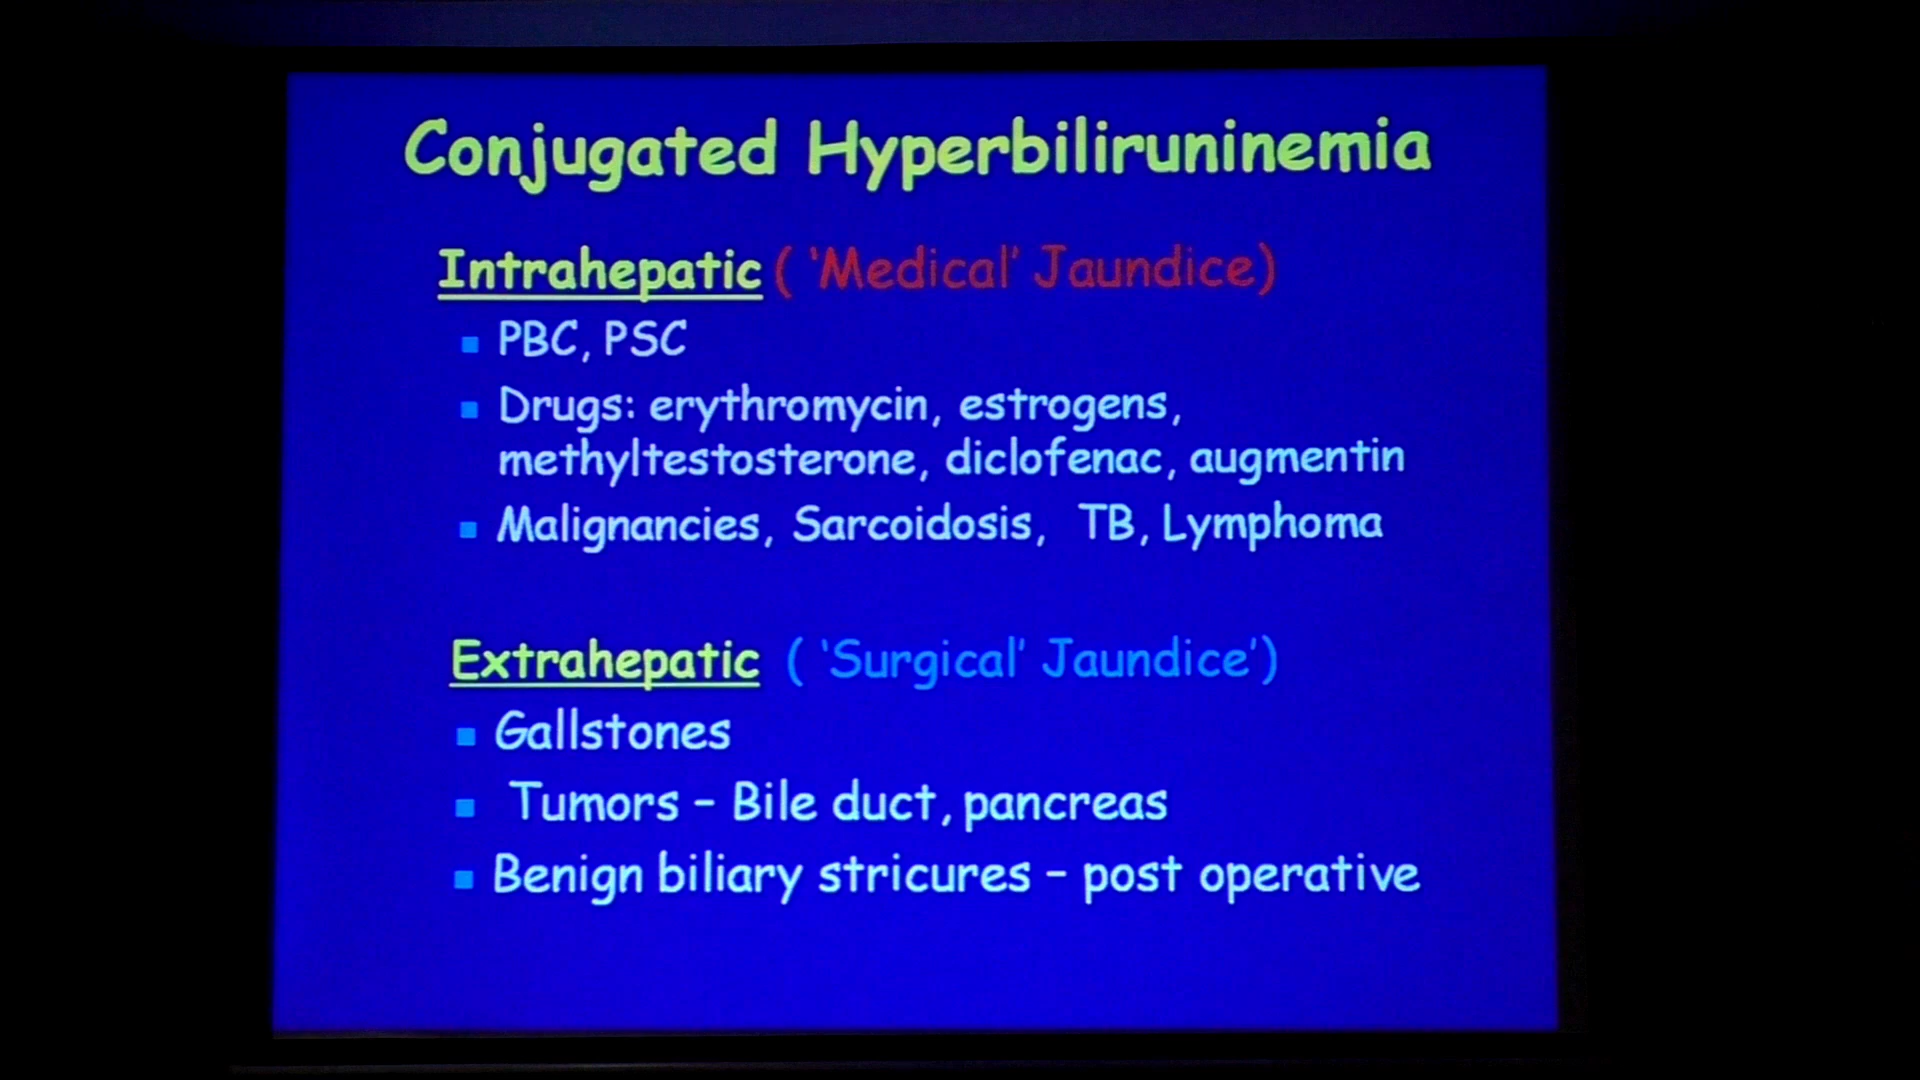 Conjugated Hyperbiliruninemia
Intrahepatic ( 'Medical' Jaundice)
PBC, PSC
Drugs: erythromycin, estrogens,
methyltestosterone, diclofenac, augmentin
Malignancies, Sarcoidosis, TB, Lymphoma
Extrahepatic ( 'Surgical' Jaundice')
Gallstones
Tumors – Bile duct, pancreas
Benign biliary stricures – post operative